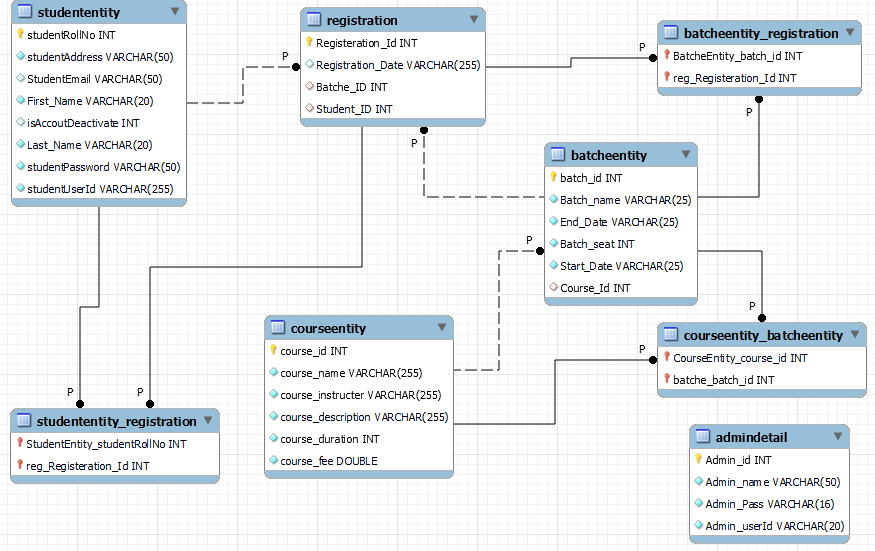 studententity
studentRollNo INT
studentAddress VARCHAR(50)
StudentEmail VARCHAR(50)
First_Name VARCHAR(20)
isAccoutDeactivate INT
Last_Name VARCHAR(20)
studentPassword VARCHAR(50)
studentUserId VARCHAR(255)
registration
Registeration_Id INT
Registration_Date VARCHAR(255)
Batche_ID INT
Student_ID INT
batcheentity_registration
BatcheEntity_batch_id INT
reg_Registeration_Id INT
batcheentity
batch_id INT
Batch_name VARCHAR(25)
End_Date VARCHAR(25)
Batch_seat INT
Start_Date VARCHAR(25)
Course_Id INT
courseentity
course_id INT
course_name VARCHAR(255)
course_instructer VARCHAR(255)
course_description VARCHAR(255)
course_duration INT
course_fee DOUBLE
courseentity_batcheentity
CourseEntity_course_id INT
batche_batch_id INT
studententity_registration
StudentEntity_studentRollNo INT
reg_Registeration_Id INT
admindetail
Admin_id INT
Admin_name VARCHAR(50)
Admin_Pass VARCHAR(16)
Admin_userId VARCHAR(20)
P
P
P
P
P
P
P
P
P